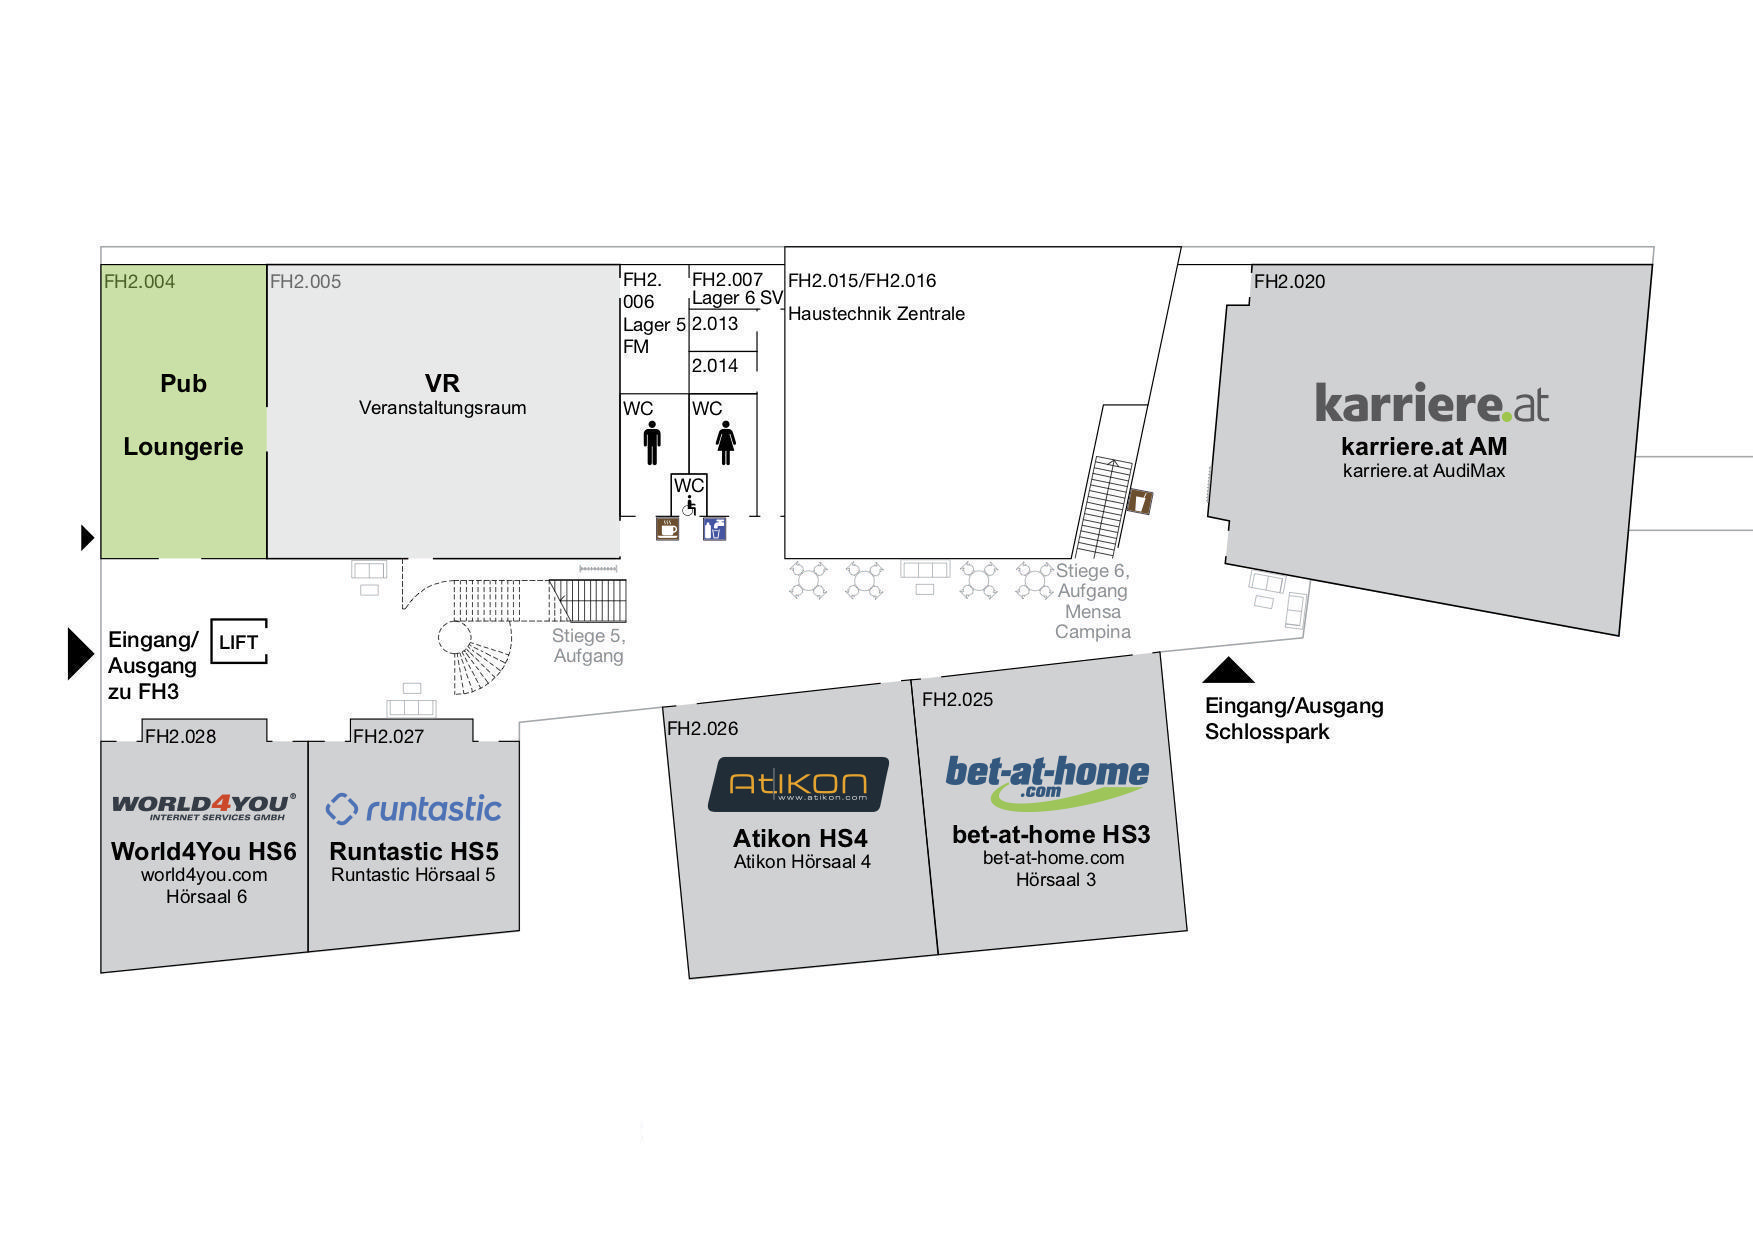 FH2.004
Pub
Loungerie
FH2.005
VR
Veranstaltungsraum
FH2.
006
Lager 5
FM
FH2.007
Lager 6 SV
2.013
2.014
WC
WC
WC
FH2.015/FH2.016
Haustechnik Zentrale
FH2.020
karriere.at
karriere.at AM
karriere.at AudiMax
Stiege 6,
Aufgang
Mensa
Campina
Stiege 5,
Aufgang
Eingang/
Ausgang
zu FH3
LIFT
Eingang/Ausgang
Schlosspark
FH2.028
WORLD4YOU®
INTERNET SERVICES GMBH
World4You HS6
world4you.com
Hörsaal 6
FH2.027
runtastic
Runtastic HS5
Runtastic Hörsaal 5
FH2.026
ATIKON
www.atikon.com
Atikon HS4
Atikon Hörsaal 4
FH2.025
bet-at-home
.com
bet-at-home HS3
bet-at-home.com
Hörsaal 3